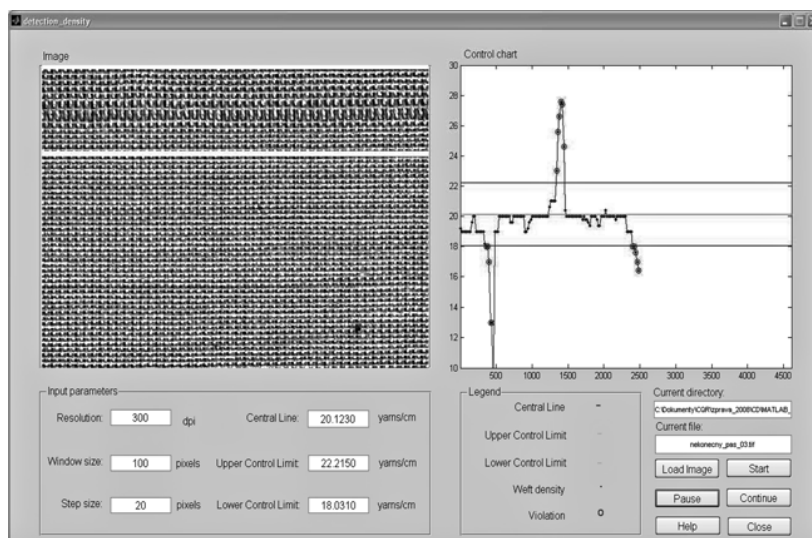 detection_density
Image
Control chart
30
28
26
24
22
20
18
16
14
12
10
500 1000 1500 2000 2500 3000 3500 4000 4500
Input parameters
Resolution: 300 dpi
Central Line: 20.1230 yarns/cm
Window size: 100 pixels
Upper Control Limit: 22.2150 yarns/cm
Step size: 20 pixels
Lower Control Limit: 18.0310 yarns/cm
Legend
Central Line
Upper Control Limit
Lower Control Limit
Weft density
Violation
Current directory:
Current file:
nekonecny_pas_03.tif
Load Image
Start
Pause
Continue
Help
Close